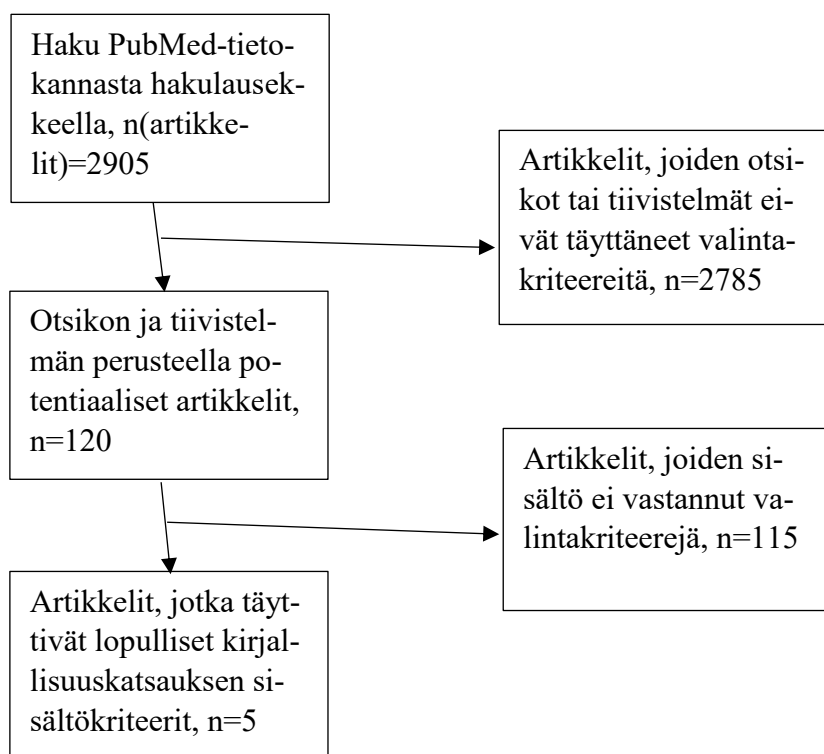 Haku PubMed-tieto-
kannasta hakulausek-
keella, n(artikke-
lit)=2905
Artikkelit, joiden otsi-
kot tai tiivistelmät ei-
vät täyttäneet valinta-
kriteereitä, n=2785
Otsikon ja tiivistel-
män perusteella po-
tentiaaliset artikkelit,
n=120
Artikkelit, joiden si-
sältö ei vastannut va-
lintakriteerejä, n=115
Artikkelit, jotka täyt-
tivät lopulliset kirjal-
lisuuskatsauksen si-
sältökriteerit, n=5